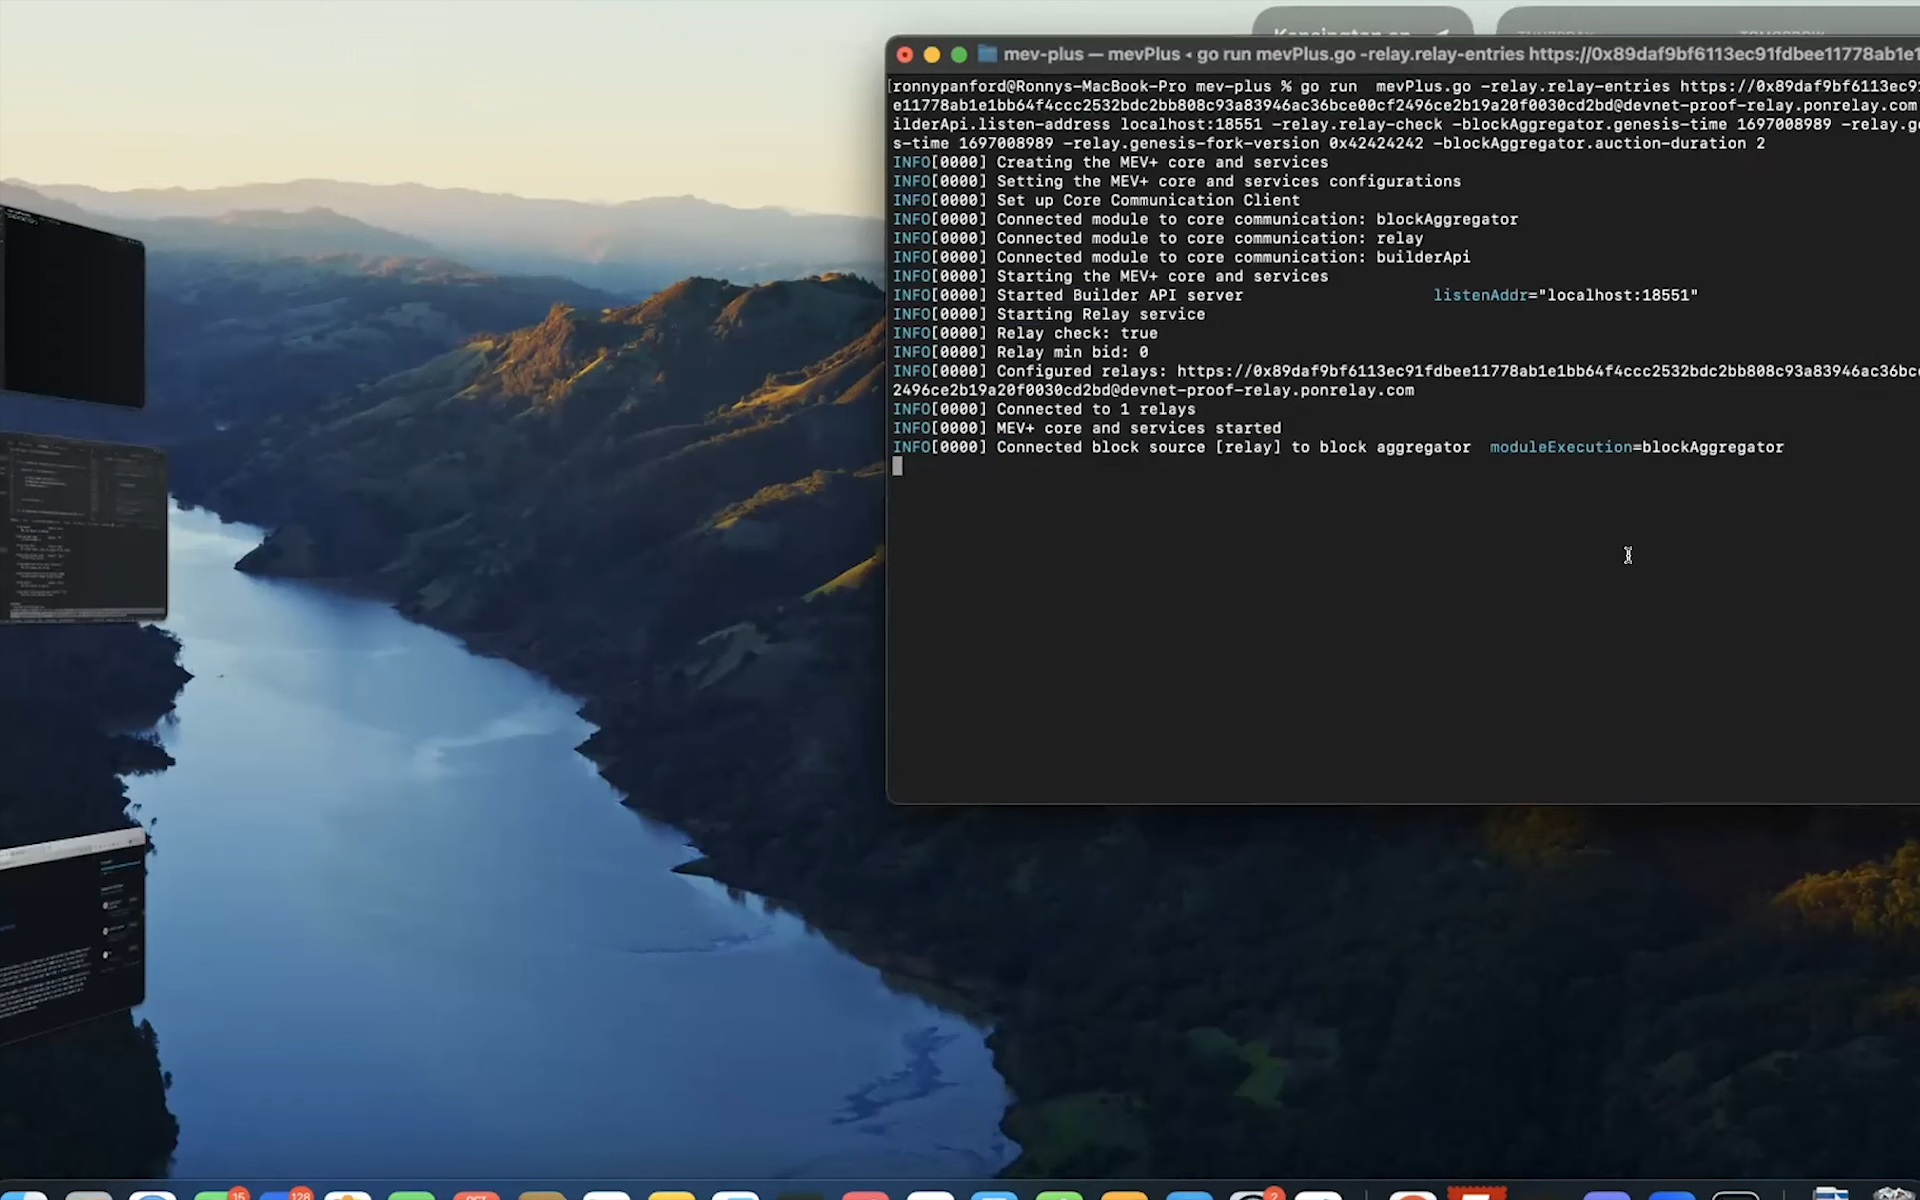 mev-plus — mevPlus ◂ go run mevPlus.go -relay.relay-entries https://0x89daf9bf6113ec91fdbee11778ab1e1
[ronnypanford@Ronnys-MacBook-Pro mev-plus % go run  mevPlus.go -relay.relay-entries https://0x89daf9bf6113ec91
e11778ab1e1bb64f4ccc2532bdc2bb808c93a83946ac36bce00cf2496ce2b19a20f0030cd2bd@devnet-proof-relay.ponrelay.com
ilderApi.listen-address localhost:18551 -relay.relay-check -blockAggregator.genesis-time 1697008989 -relay.ge
s-time 1697008989 -relay.genesis-fork-version 0x42424242 -blockAggregator.auction-duration 2
INFO[0000] Creating the MEV+ core and services
INFO[0000] Setting the MEV+ core and services configurations
INFO[0000] Set up Core Communication Client
INFO[0000] Connected module to core communication: blockAggregator
INFO[0000] Connected module to core communication: relay
INFO[0000] Connected module to core communication: builderApi
INFO[0000] Starting the MEV+ core and services
INFO[0000] Started Builder API server listenAddr="localhost:18551"
INFO[0000] Starting Relay service
INFO[0000] Relay check: true
INFO[0000] Relay min bid: 0
INFO[0000] Configured relays: https://0x89daf9bf6113ec91fdbee11778ab1e1bb64f4ccc2532bdc2bb808c93a83946ac36bce
2496ce2b19a20f0030cd2bd@devnet-proof-relay.ponrelay.com
INFO[0000] Connected to 1 relays
INFO[0000] MEV+ core and services started
INFO[0000] Connected block source [relay] to block aggregator moduleExecution=blockAggregator
15
128
2